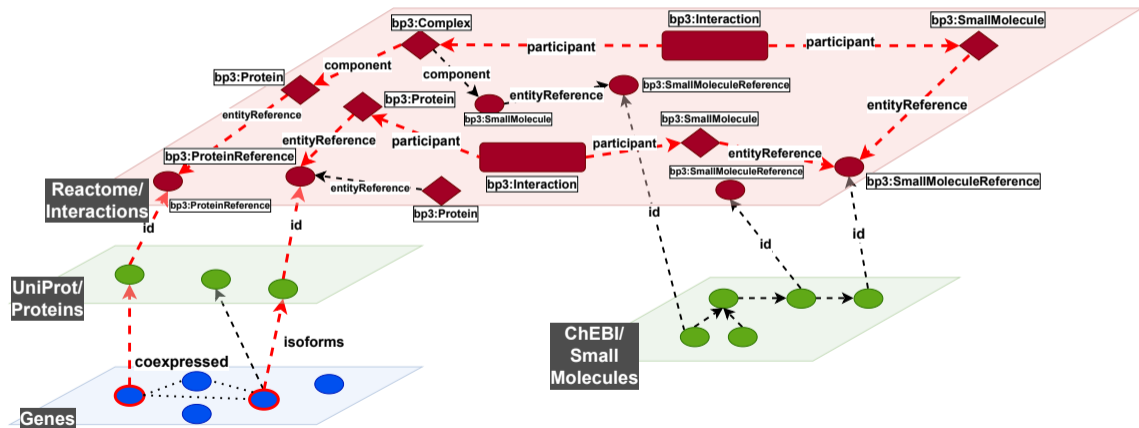 bp3:Complex
bp3:Interaction
bp3:SmallMolecule
participant
participant
component
component
bp3:Protein
bp3:SmallMoleculeReference
entityReference
bp3:Protein
bp3:SmallMolecule
entityReference
entityReference
bp3:SmallMolecule
entityReference
participant
participant
entityReference
bp3:ProteinReference
bp3:SmallMoleculeReference
bp3:Interaction
entityReference
bp3:SmallMoleculeReference
Reactome/
Interactions
bp3:ProteinReference
bp3:Protein
id
id
id
id
id
UniProt/
Proteins
isoforms
coexpressed
ChEBI/
Small
Molecules
Genes